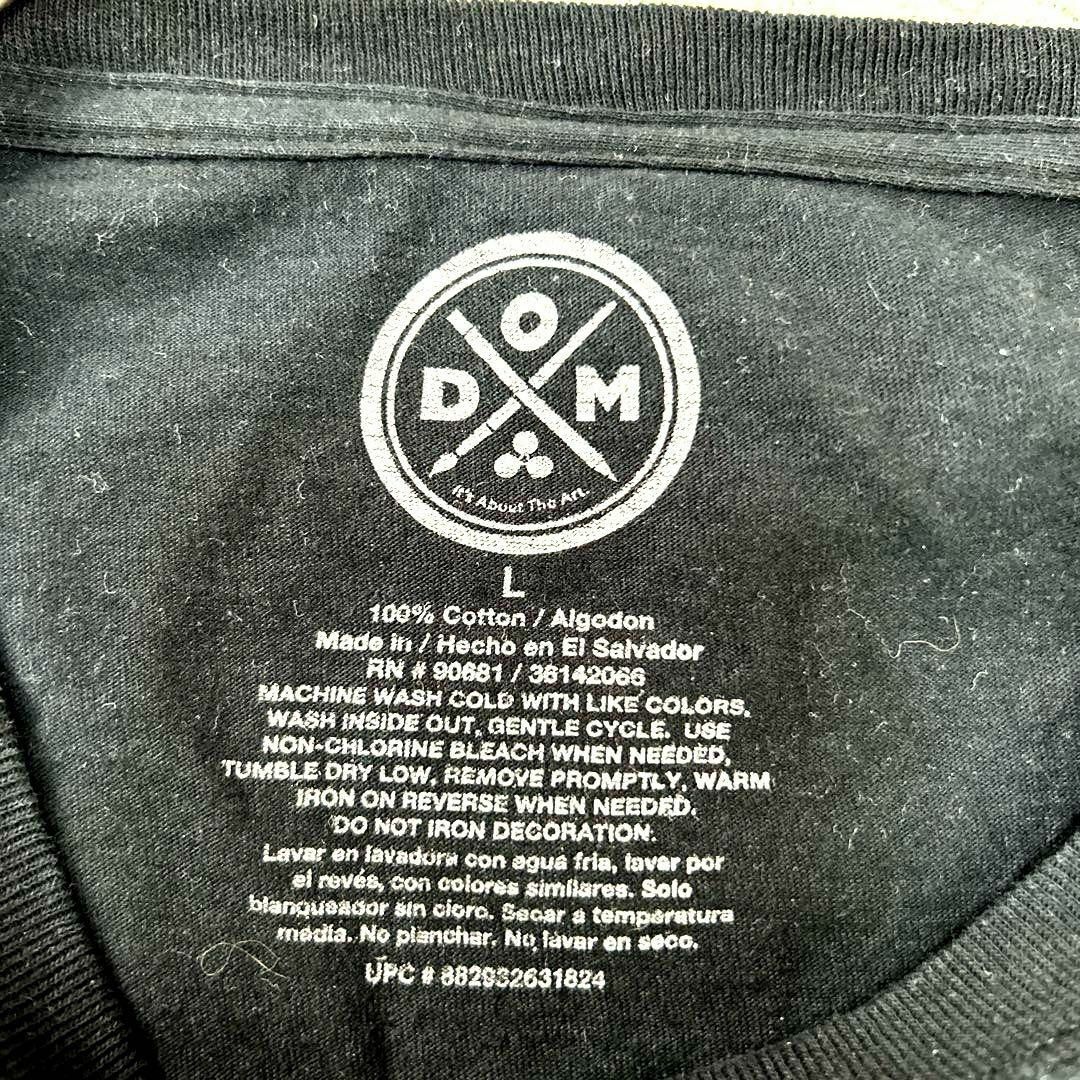 O
D M
It's About The Art.
L
100% Cotton / Algodon
Made in / Hecho en El Salvador
RN # 90681 / 36142066
MACHINE WASH COLD WITH LIKE COLORS.
WASH INSIDE OUT, GENTLE CYCLE. USE
NON-CHLORINE BLEACH WHEN NEEDED,
TUMBLE DRY LOW, REMOVE PROMPTLY, WARM
IRON ON REVERSE WHEN NEEDED.
DO NOT IRON DECORATION.
Lavar en lavadora con agua fria, lavar por
el revés, con colores similares. Solo
blanqueador sin cloro. Secar a temperatura
media. No planchar. No lavar en seco.
UPC # 882932631824